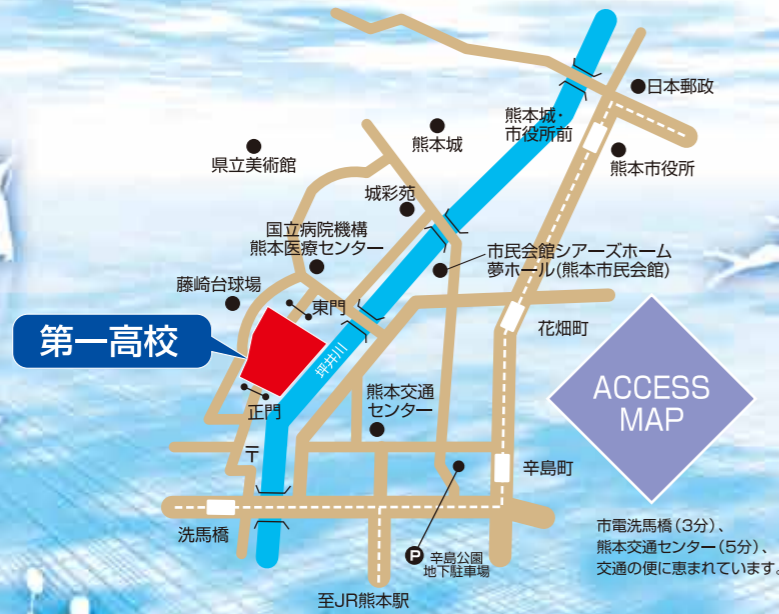 日本郵政
熊本城・
市役所前
熊本城
県立美術館
熊本市役所
城彩苑
国立病院機構
熊本医療センター
市民会館シアーズホーム
夢ホール(熊本市民会館)
藤崎台球場
東門
第一高校
花畑町
坪井川
ACCESS
MAP
熊本交通
センター
正門
〒
辛島町
洗馬橋
P 辛島公園
地下駐車場
市電洗馬橋(3分)、
熊本交通センター(5分)、
交通の便に恵まれています。
至JR熊本駅